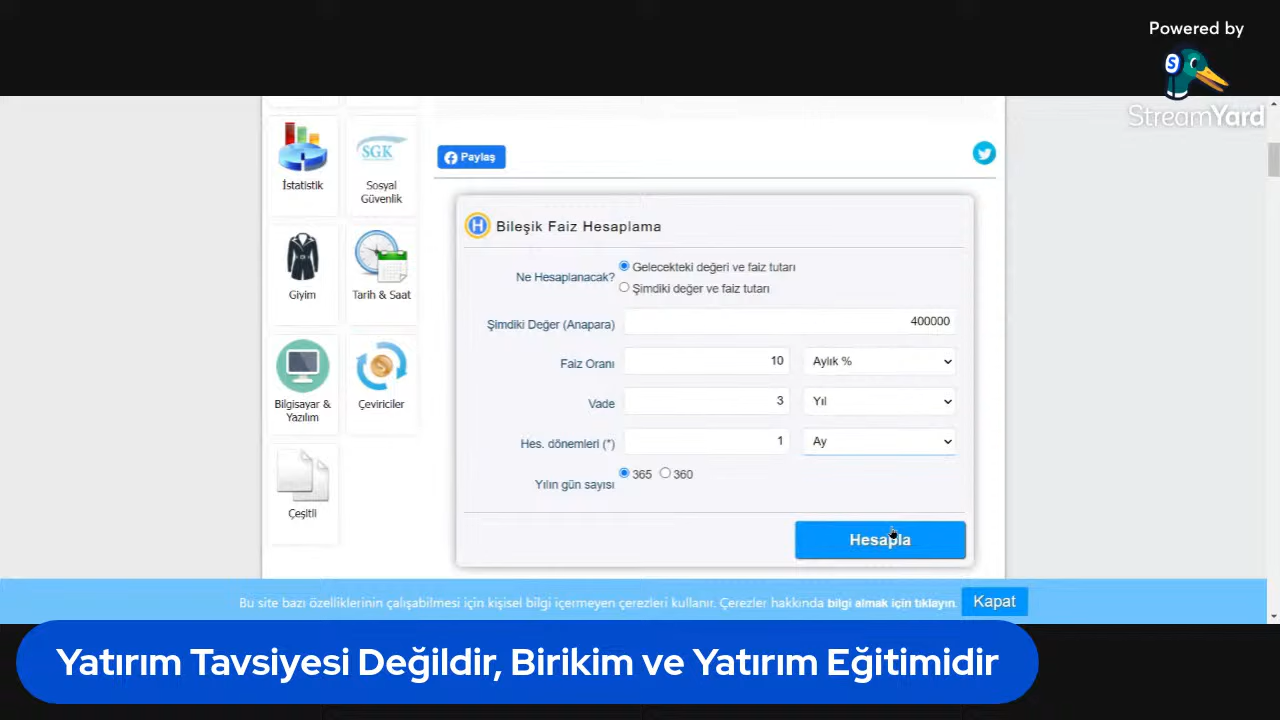 Powered by
StreamYard
İstatistik
SGK
Sosyal
Güvenlik
Giyim
Tarih & Saat
Bilgisayar &
Yazılım
Çeviriciler
Çeşitli
Paylaş
H Bileşik Faiz Hesaplama
Ne Hesaplanacak?
Gelecekteki değeri ve faiz tutarı
Şimdiki değer ve faiz tutarı
Şimdiki Değer (Anapara) 400000
Faiz Oranı 10 Aylık %
Vade 3 Yıl
Hes. dönemleri (*) 1 Ay
Yılın gün sayısı 365 360
Hesapla
Bu site bazı özelliklerinin çalışabilmesi için kişisel bilgi içermeyen çerezleri kullanır. Çerezler hakkında bilgi almak için tıklayın. Kapat
Yatırım Tavsiyesi Değildir, Birikim ve Yatırım Eğitimidir